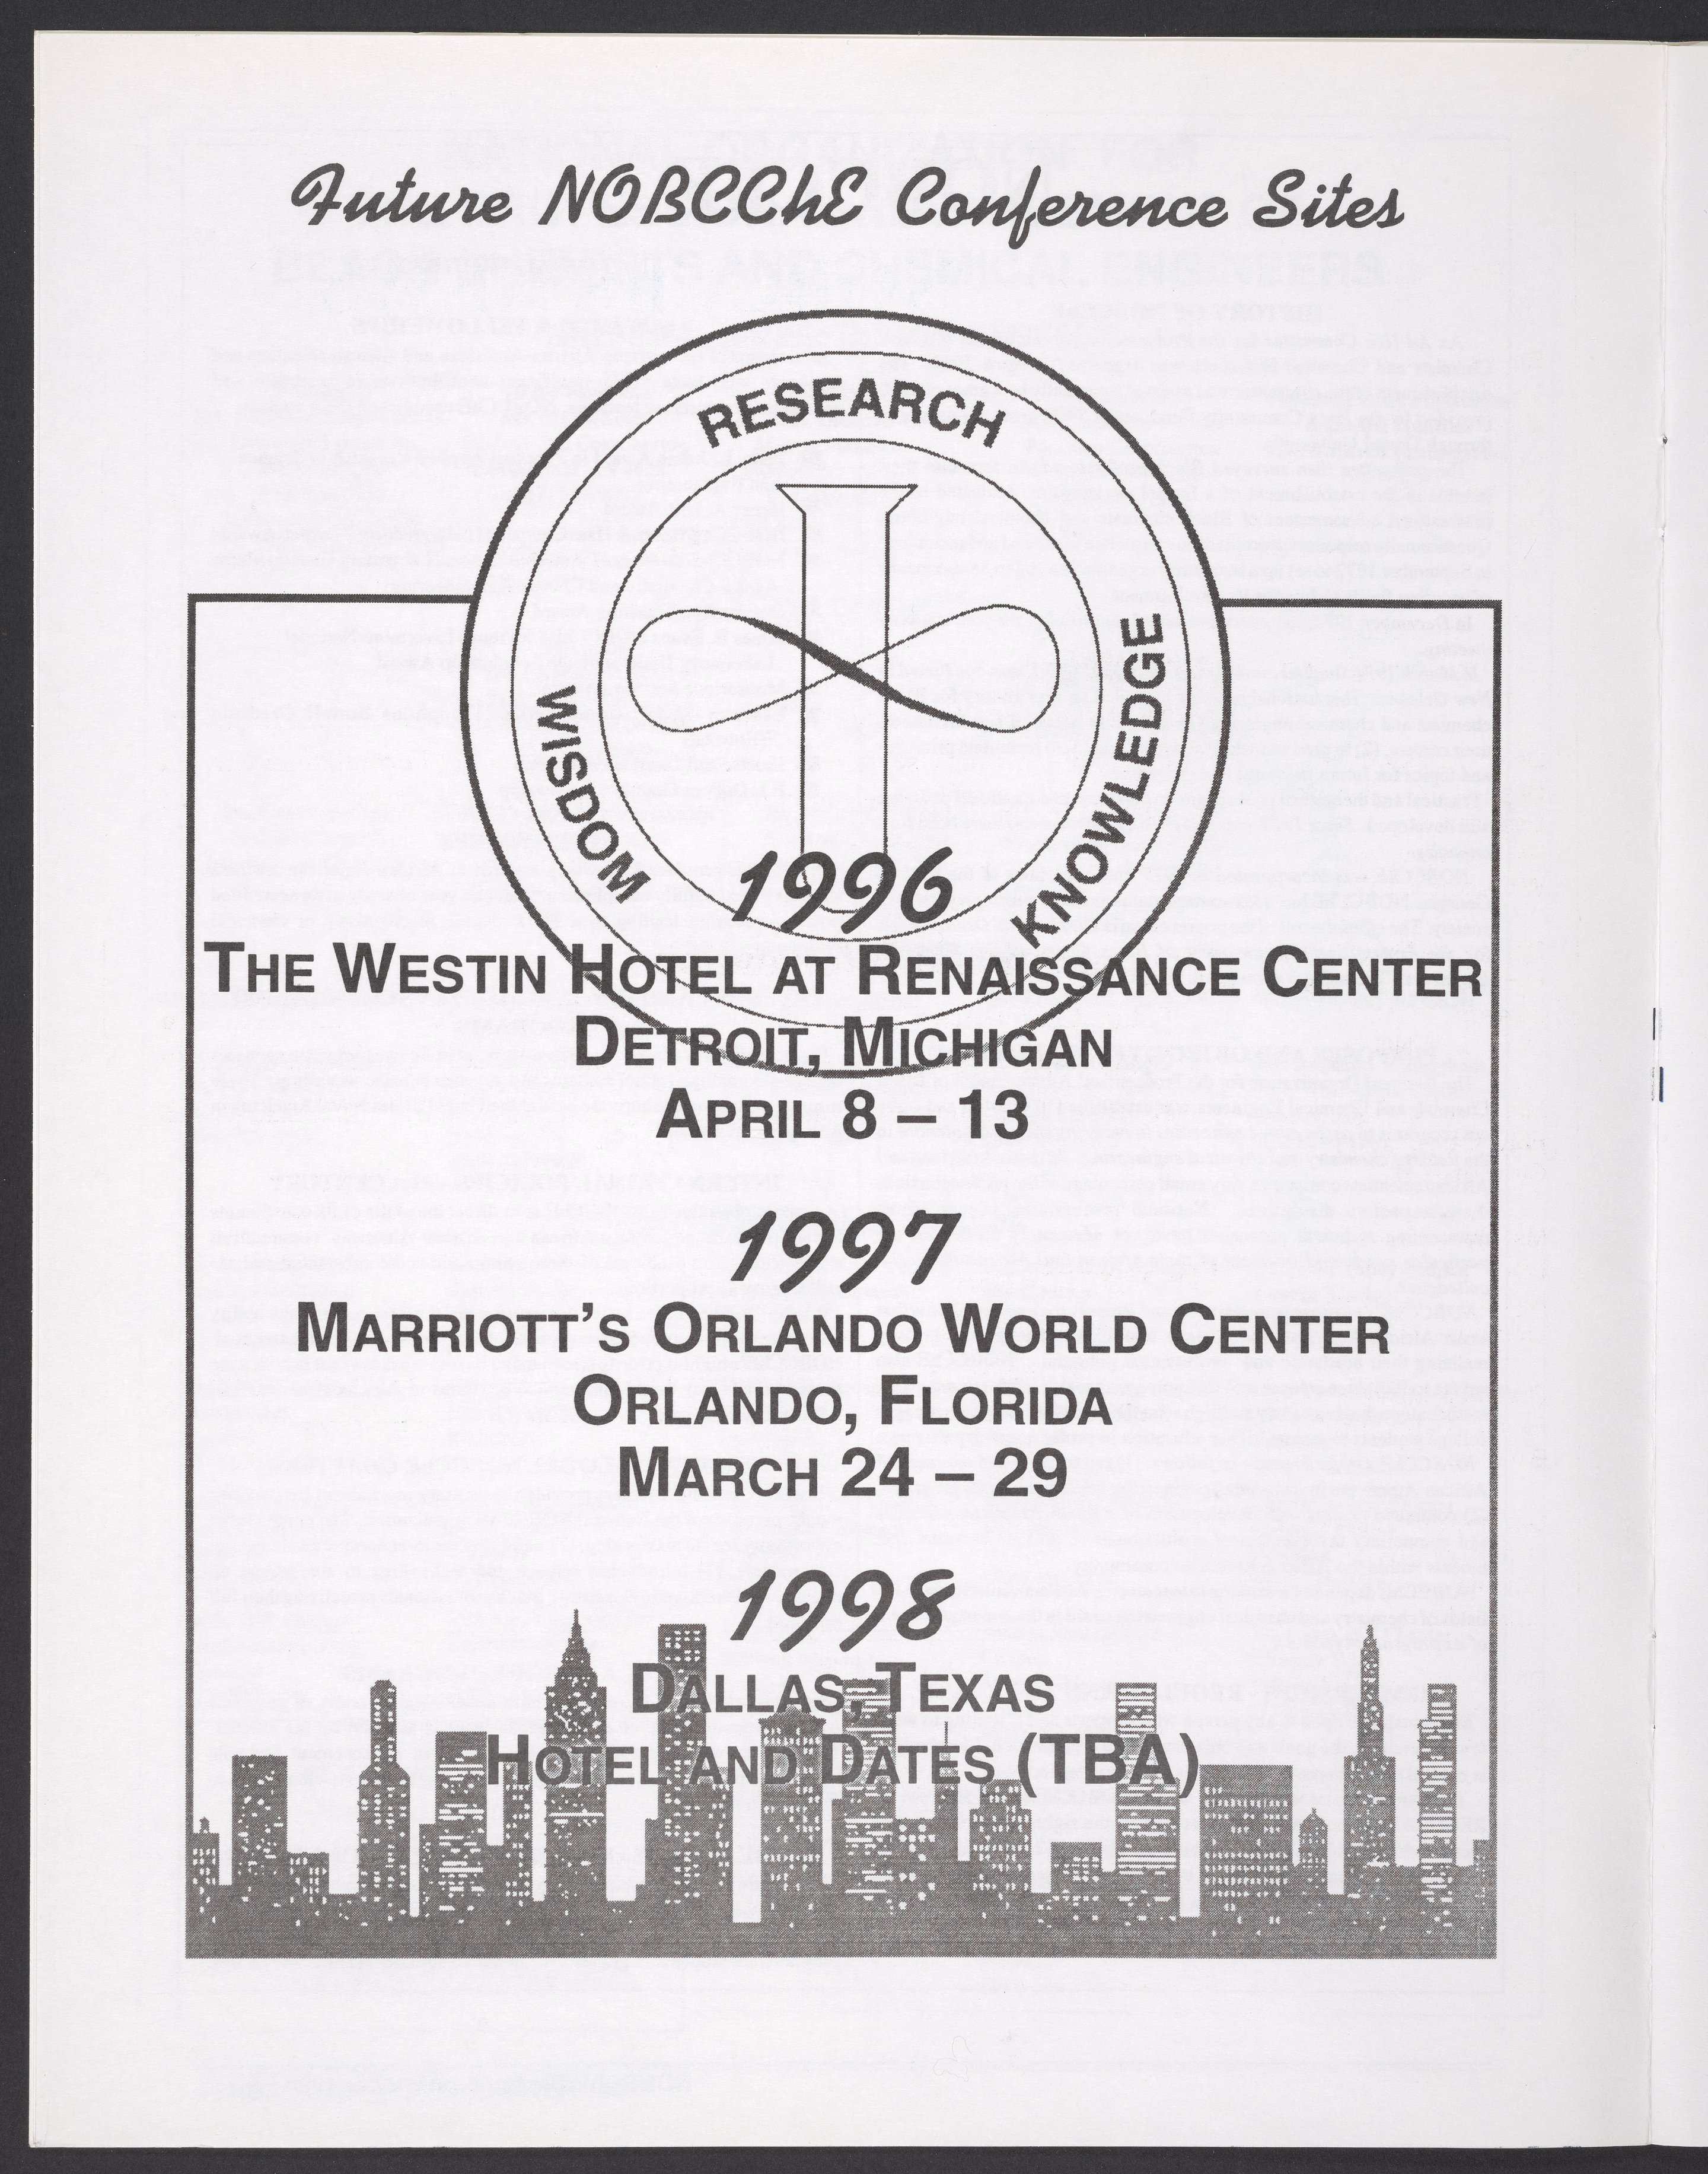 Future NOBCChE Conference Sites
RESEARCH
WISDOM
KNOWLEDGE
1996
THE WESTIN HOTEL AT RENAISSANCE CENTER
DETROIT, MICHIGAN
APRIL 8 – 13
1997
MARRIOTT'S ORLANDO WORLD CENTER
ORLANDO, FLORIDA
MARCH 24 – 29
1998
DALLAS, TEXAS
HOTEL AND DATES (TBA)